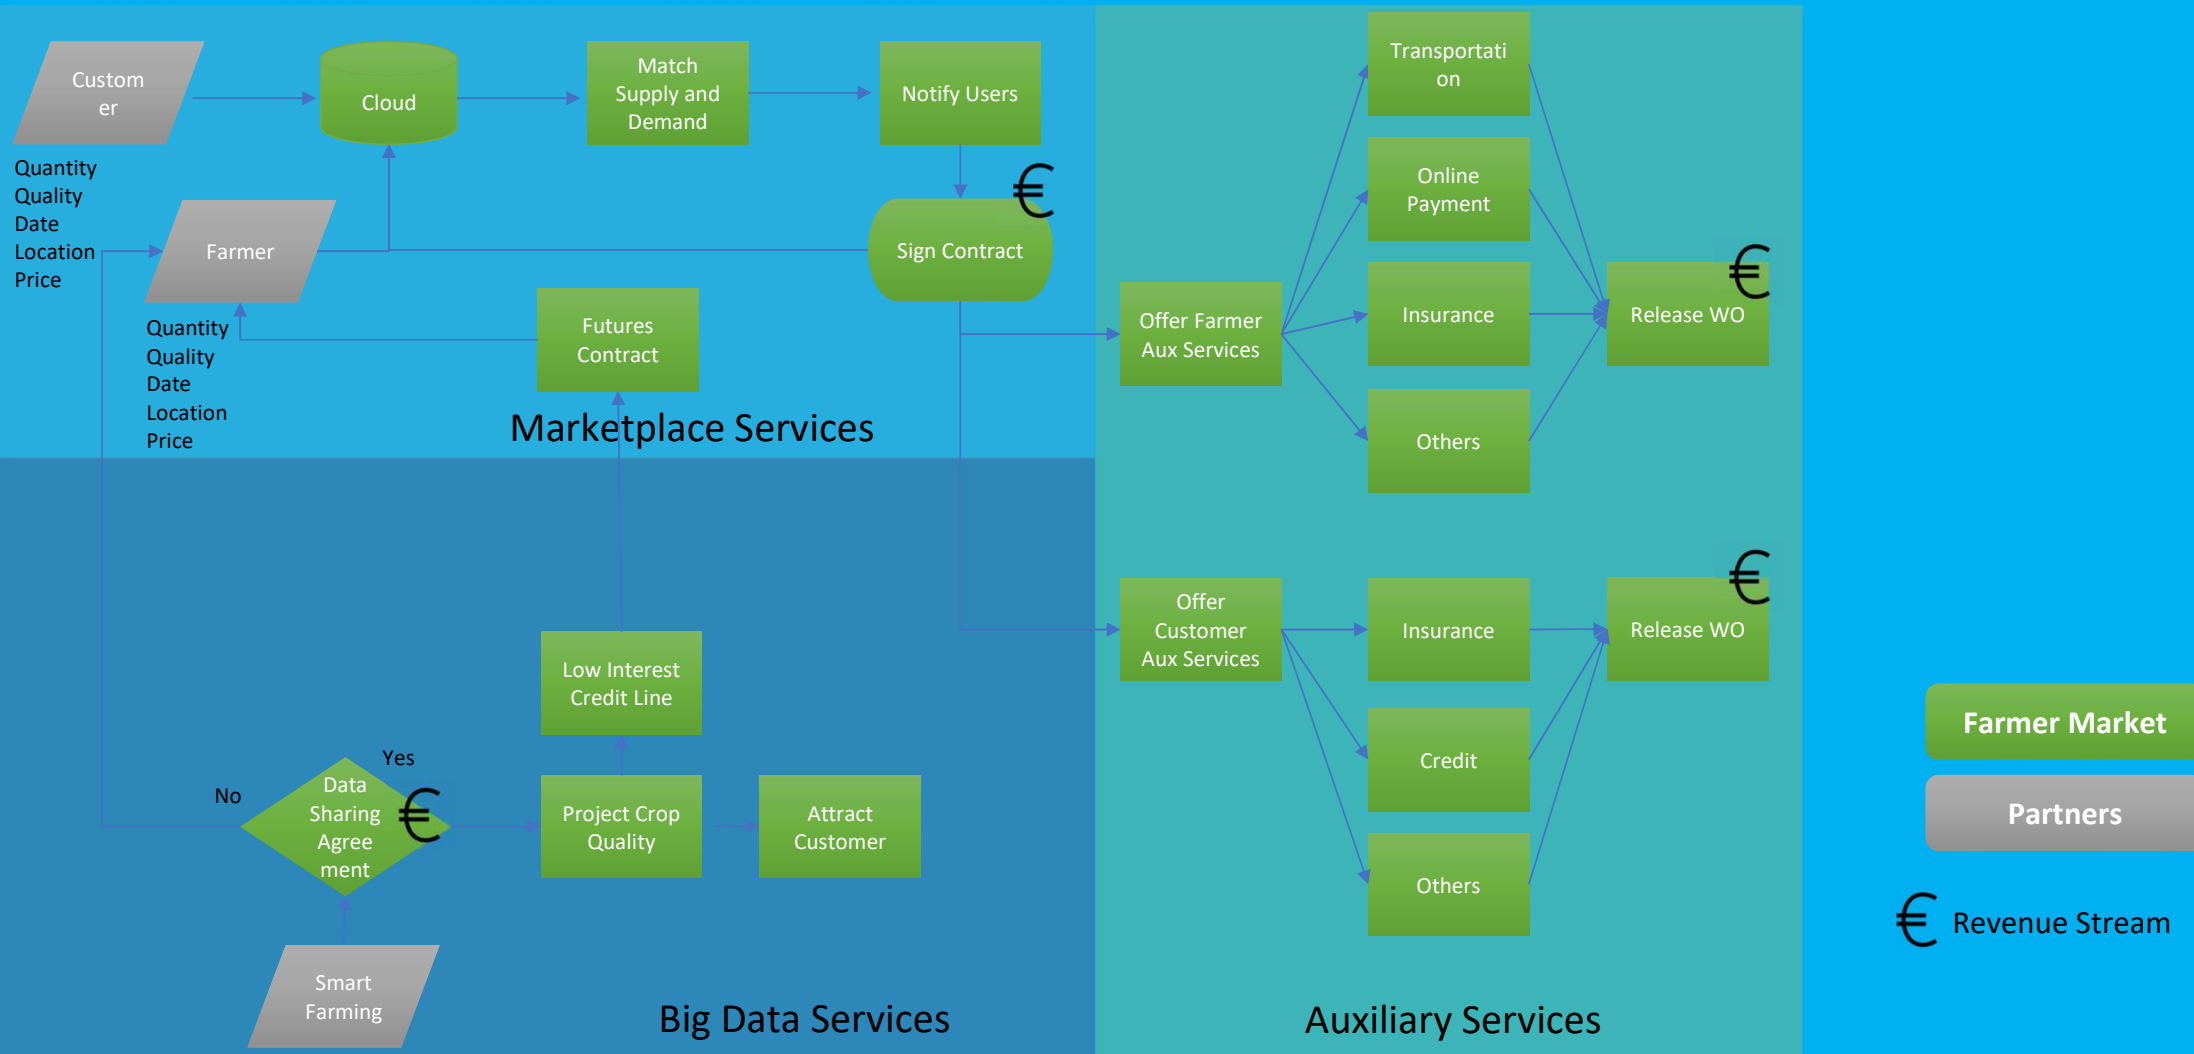 Custom
er
Cloud
Match
Supply and
Demand
Notify Users
Quantity
Quality
Date
Location
Price
Farmer
Sign Contract
€
Quantity
Quality
Date
Location
Price
Futures
Contract
Marketplace Services
Transportati
on
Online
Payment
Offer Farmer
Aux Services
Insurance
Release WO
€
Others
Offer
Customer
Aux Services
Insurance
Release WO
€
Credit
Others
Auxiliary Services
Low Interest
Credit Line
Yes
No
Data
Sharing
Agree
ment
€
Project Crop
Quality
Attract
Customer
Smart
Farming
Big Data Services
Farmer Market
Partners
€ Revenue Stream